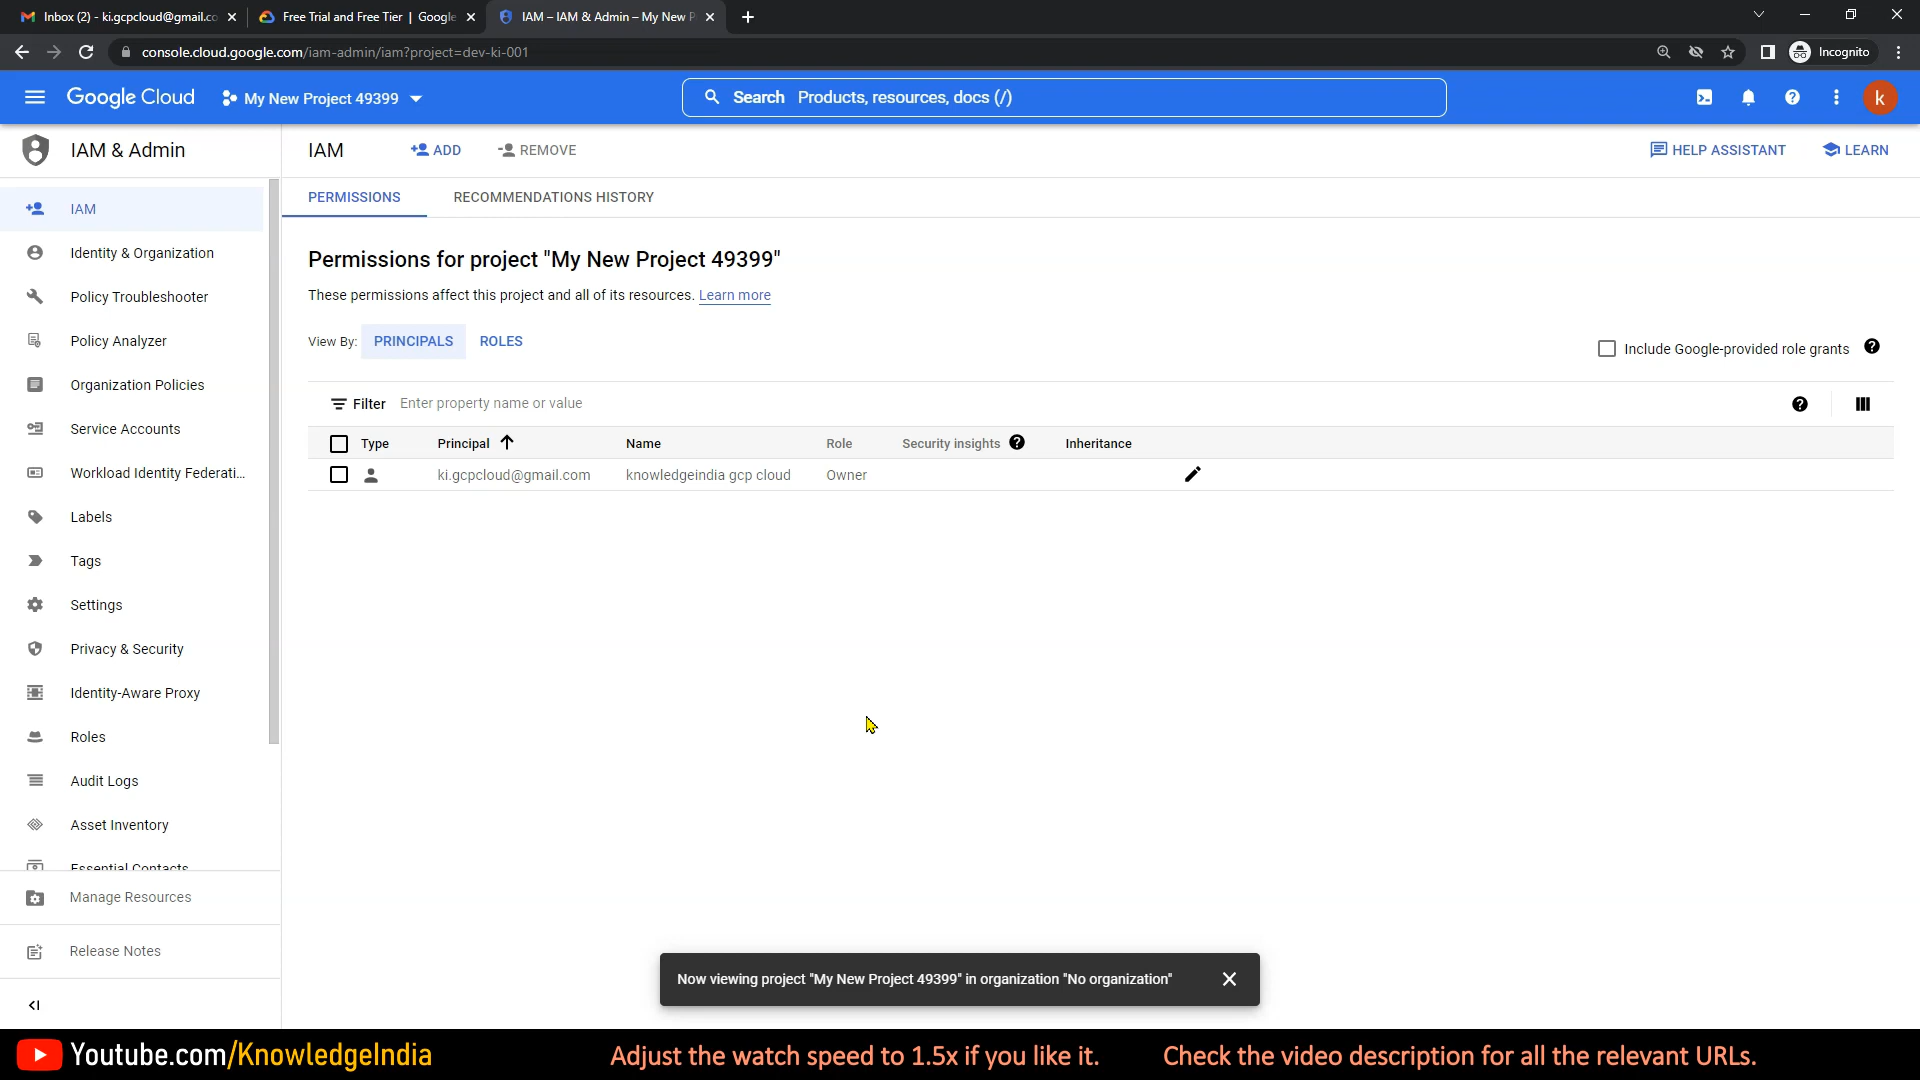 Inbox (2) - ki.gcpcloud@gmail.co
Free Trial and Free Tier | Google
IAM – IAM & Admin – My New P
console.cloud.google.com/iam-admin/iam?project=dev-ki-001
Incognito
Google Cloud
My New Project 49399
Search Products, resources, docs (/)
k
IAM & Admin
IAM
ADD
REMOVE
HELP ASSISTANT
LEARN
IAM
Identity & Organization
Policy Troubleshooter
Policy Analyzer
Organization Policies
Service Accounts
Workload Identity Federati...
Labels
Tags
Settings
Privacy & Security
Identity-Aware Proxy
Roles
Audit Logs
Asset Inventory
Essential Contacts
Manage Resources
Release Notes
PERMISSIONS
RECOMMENDATIONS HISTORY
Permissions for project "My New Project 49399"
These permissions affect this project and all of its resources. Learn more
View By: PRINCIPALS ROLES
Include Google-provided role grants
Filter Enter property name or value
Type Principal Name Role Security insights Inheritance
ki.gcpcloud@gmail.com knowledgeindia gcp cloud Owner
Now viewing project "My New Project 49399" in organization "No organization"
Youtube.com/KnowledgeIndia
Adjust the watch speed to 1.5x if you like it.
Check the video description for all the relevant URLs.